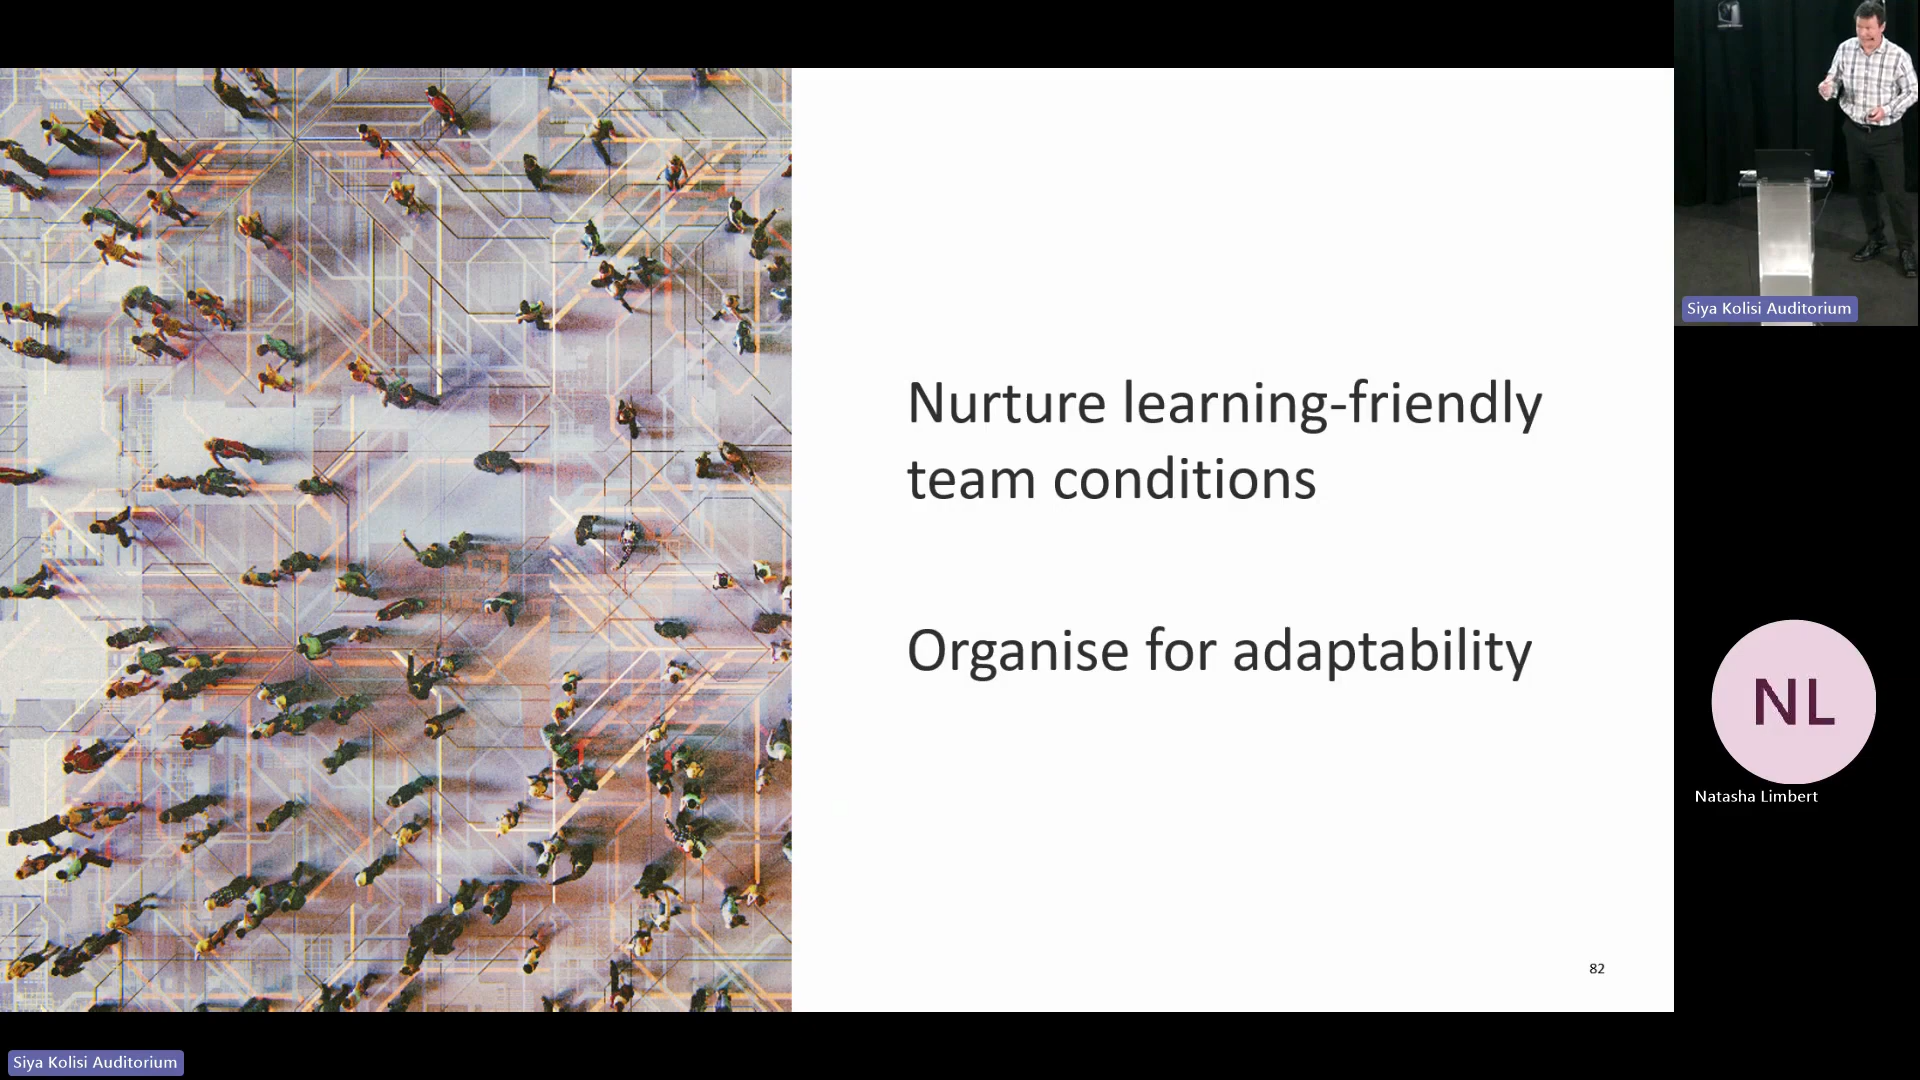 Nurture learning-friendly
team conditions
Organise for adaptability
82
Siya Kolisi Auditorium
NL
Natasha Limbert
Siya Kolisi Auditorium